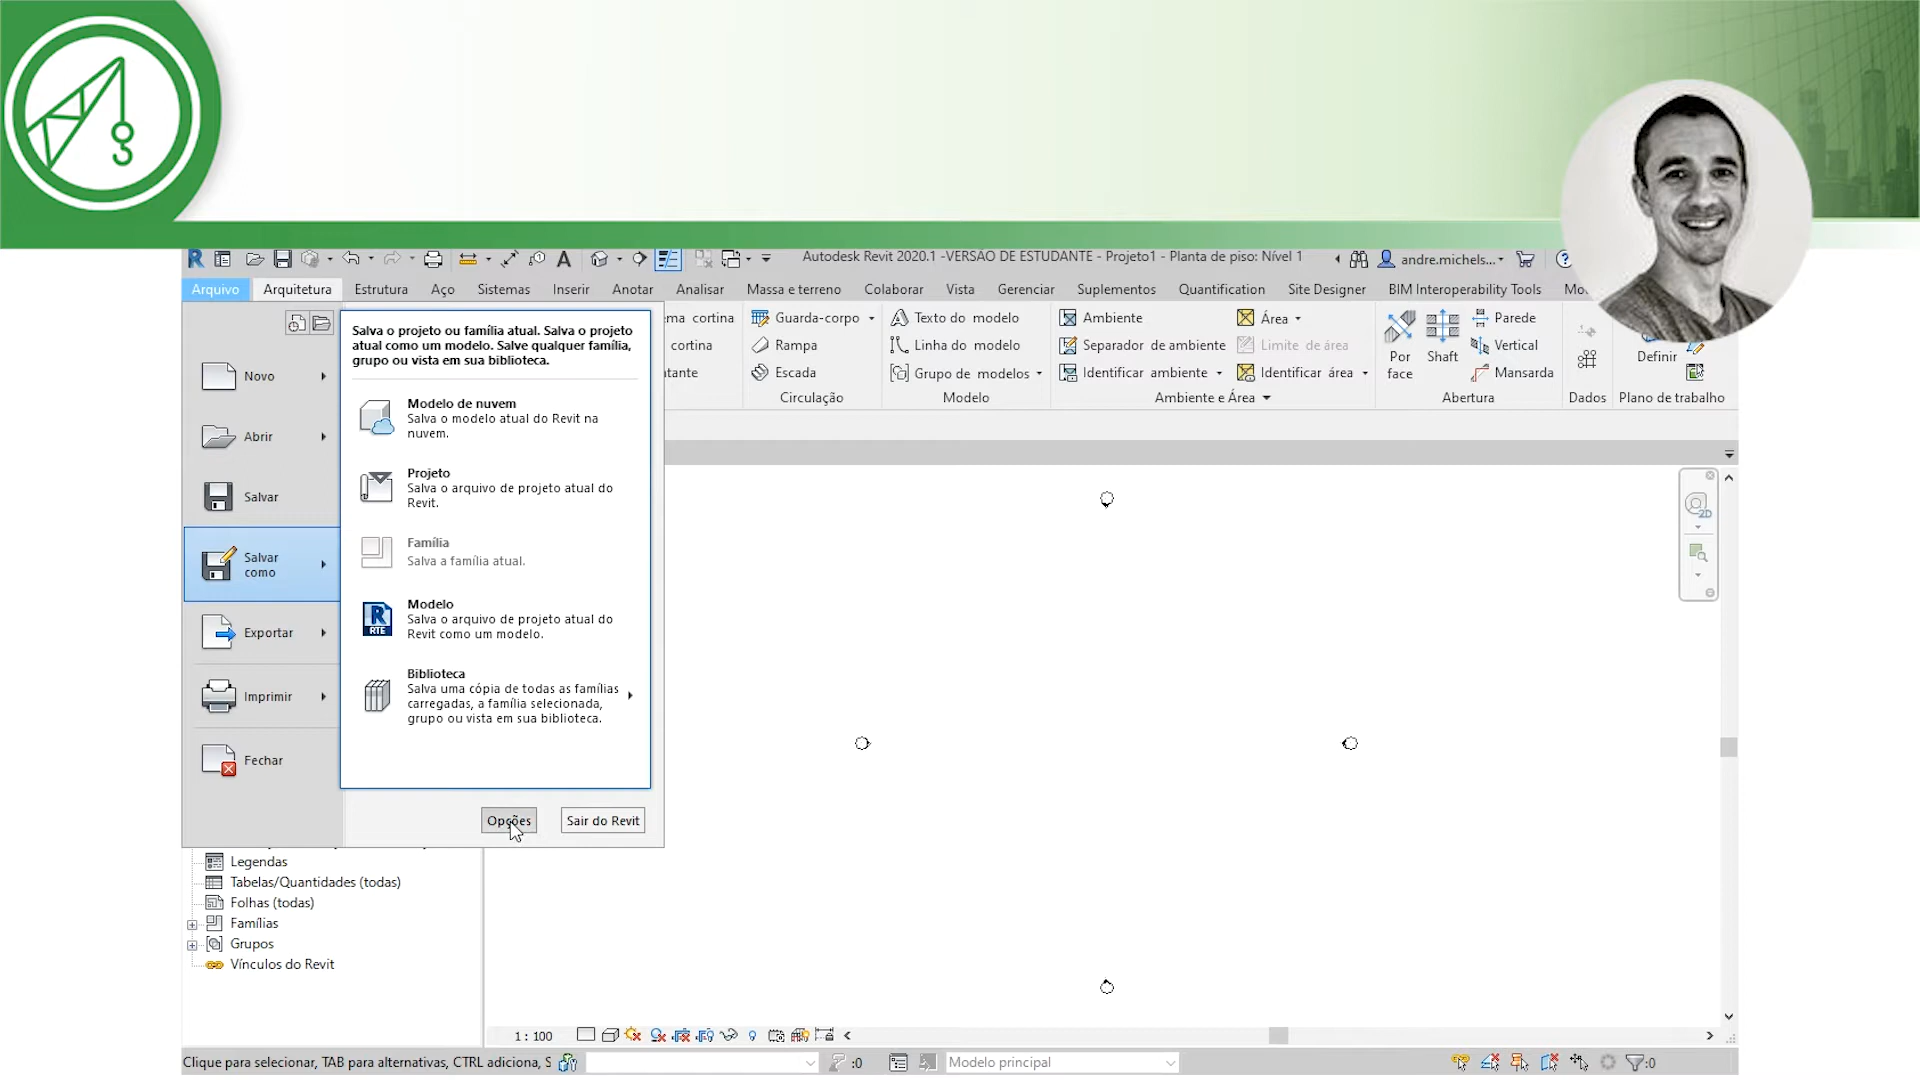 Autodesk Revit 2020.1 -VERSÃO DE ESTUDANTE - Projeto1 - Planta de piso: Nível 1
andre.michels...
Arquivo
Arquitetura
Estrutura
Aço
Sistemas
Inserir
Anotar
Analisar
Massa e terreno
Colaborar
Vista
Gerenciar
Suplementos
Quantification
Site Designer
BIM Interoperability Tools
ma cortina
cortina
Guarda-corpo
Rampa
Escada
Circulação
Texto do modelo
Linha do modelo
Grupo de modelos
Modelo
Ambiente
Separador de ambiente
Identificar ambiente
Área
Limite de área
Identificar área
Ambiente e Área
Por
face
Shaft
Parede
Vertical
Mansarda
Abertura
Dados
Definir
Plano de trabalho
Novo
Abrir
Salvar
Salvar
como
Exportar
Imprimir
Fechar
Salva o projeto ou família atual. Salva o projeto
atual como um modelo. Salve qualquer família,
grupo ou vista em sua biblioteca.
Modelo de nuvem
Salva o modelo atual do Revit na
nuvem.
Projeto
Salva o arquivo de projeto atual do
Revit.
Família
Salva a família atual.
RTE
Modelo
Salva o arquivo de projeto atual do
Revit como um modelo.
Biblioteca
Salva uma cópia de todas as famílias
carregadas, a família selecionada,
grupo ou vista em sua biblioteca.
Opções
Sair do Revit
Legendas
Tabelas/Quantidades (todas)
Folhas (todas)
Famílias
Grupos
Vínculos do Revit
2D
1 : 100
Clique para selecionar, TAB para alternativas, CTRL adiciona, S
:0
Modelo principal
:0